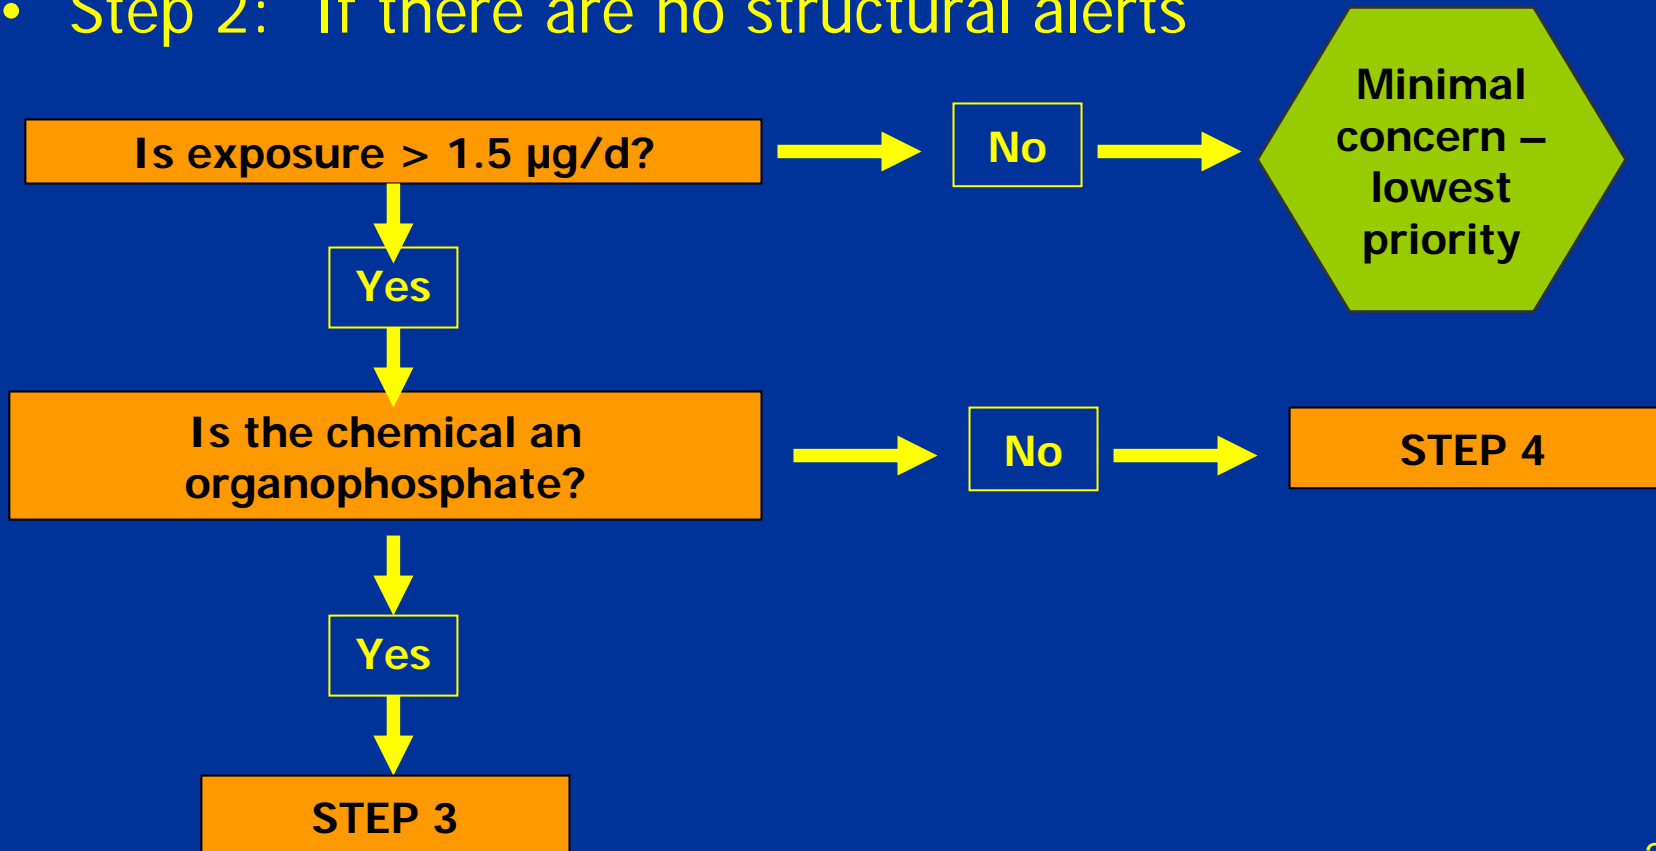 • Step 2: If there are no structural alerts
Is exposure > 1.5 µg/d?
No
Minimal
concern –
lowest
priority
Yes
Is the chemical an
organophosphate?
No
STEP 4
Yes
STEP 3